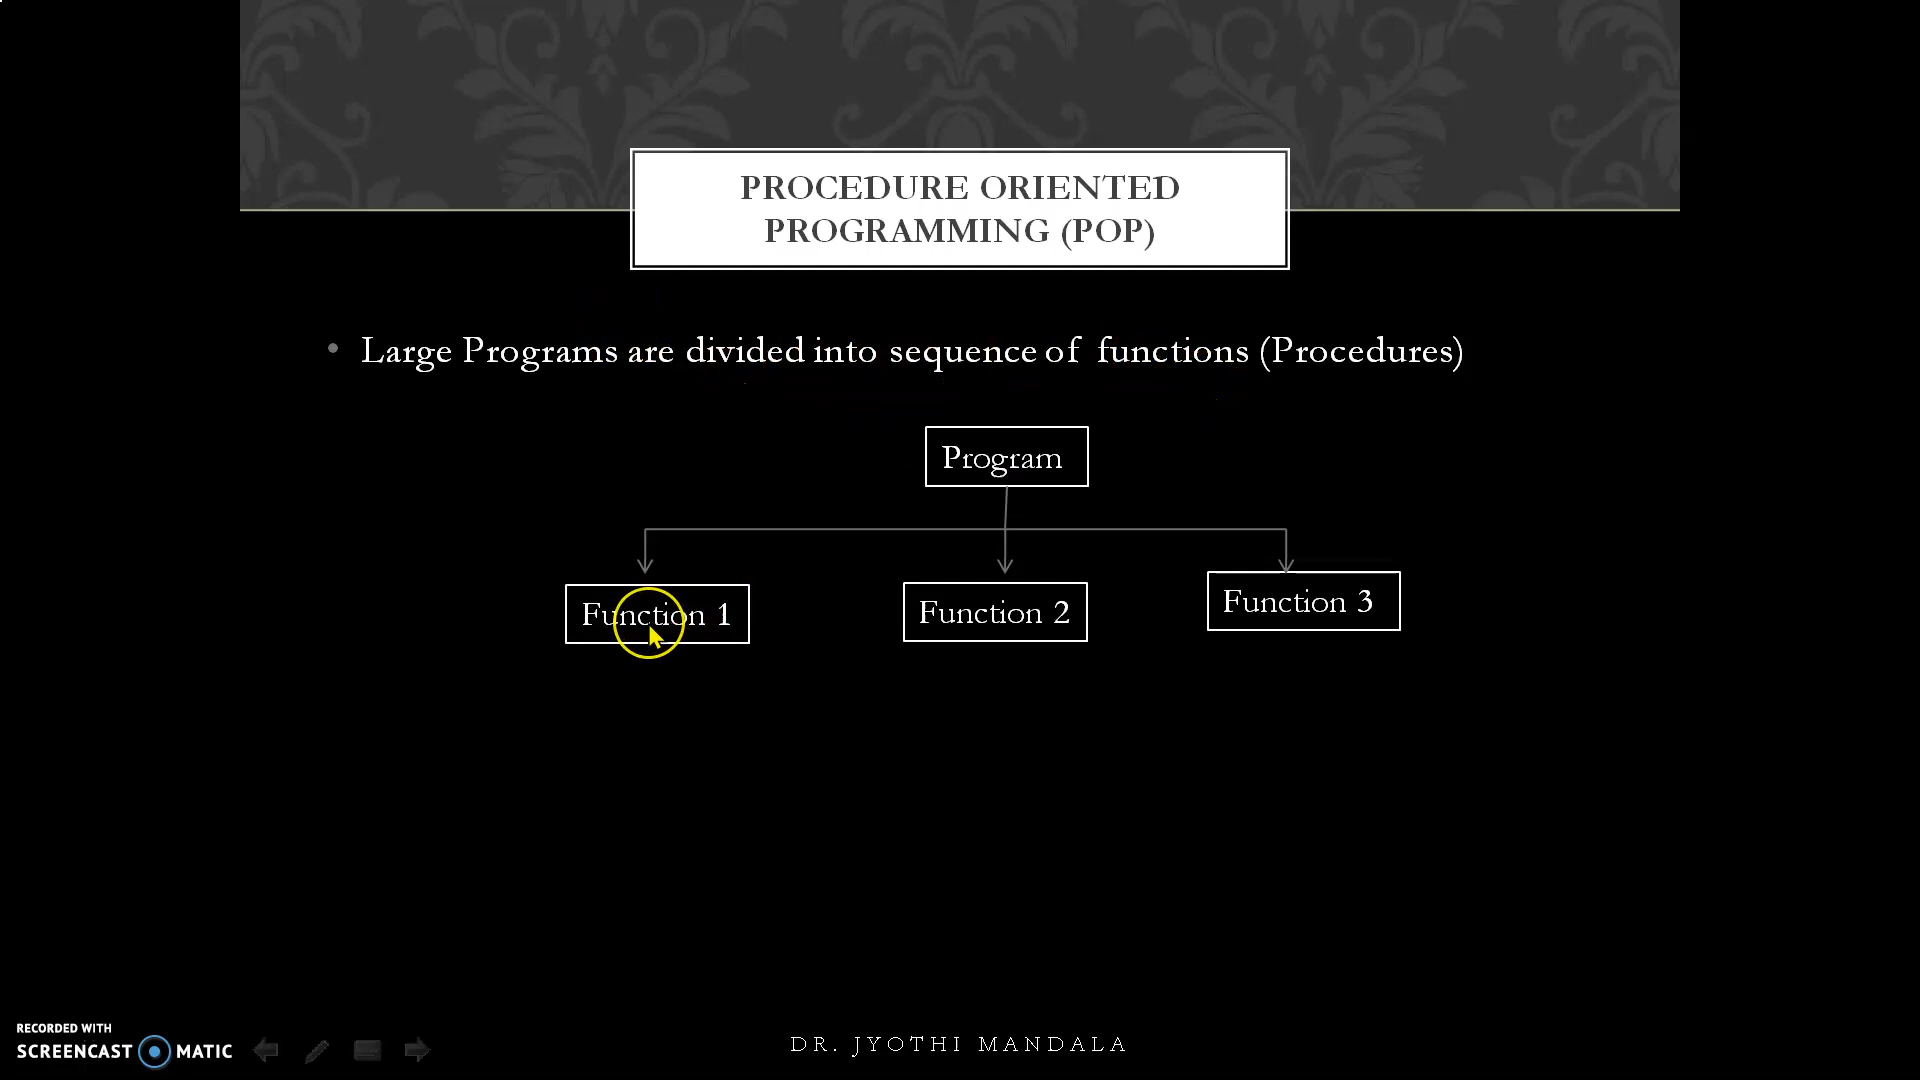 PROCEDURE ORIENTED
PROGRAMMING (POP)
• Large Programs are divided into sequence of functions (Procedures)
Program
Function 1
Function 2
Function 3
RECORDED WITH
SCREENCAST MATIC
DR. JYOTHI MANDALA